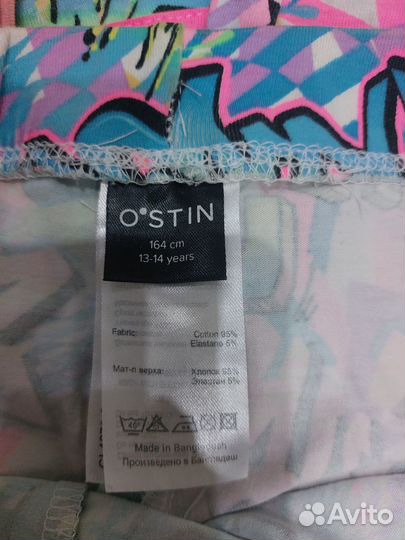 O'STIN
164 cm
13-14 years
Fabric: Cotton 95%
Elastane 5%
Мат-л верха: Хлопок 95%
Эластан 5%
40°
Made in Bangladesh
Произведено в Бангладеш
Avito